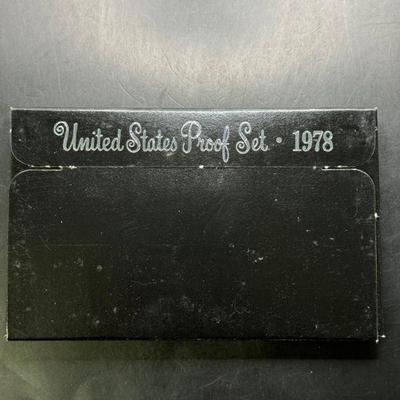 United States Proof Set · 1978